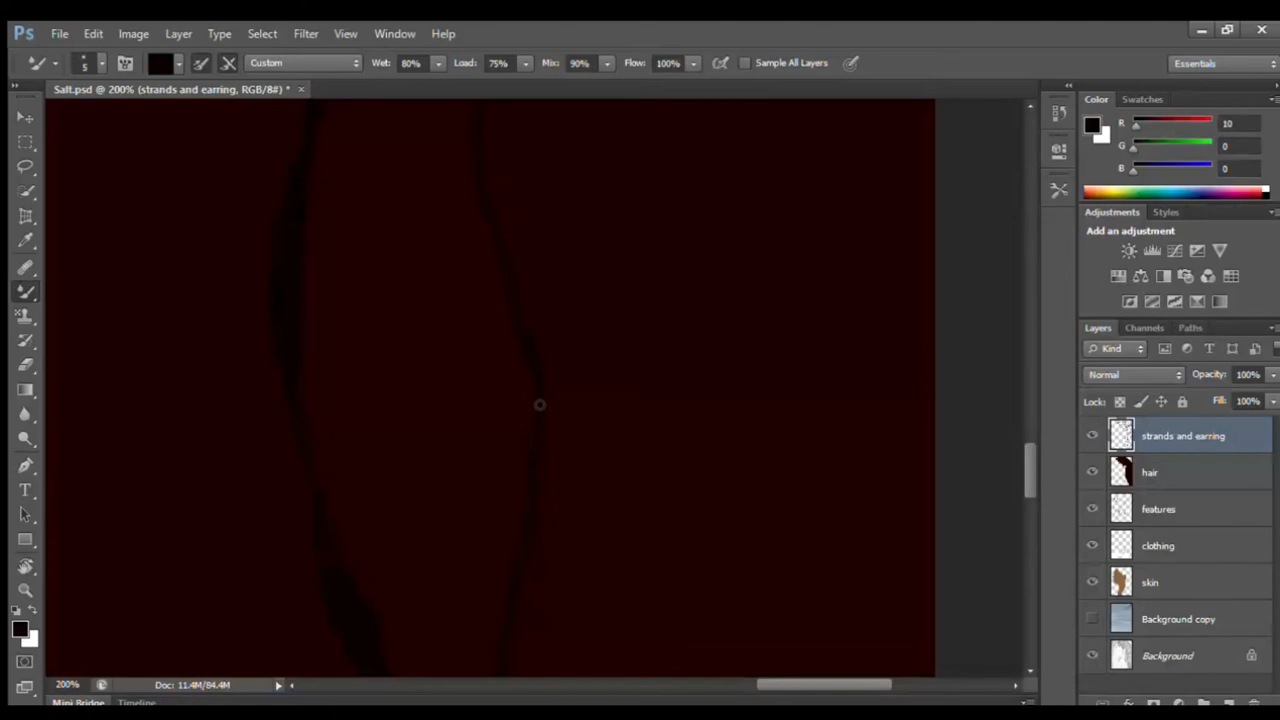 Ps File Edit Image Layer Type Select Filter View Window Help
5 Custom Wet: 80% Load: 75% Mix: 90% Flow: 100% Sample All Layers Essentials
Salt.psd @ 200% (strands and earring, RGB/8#) * ×
Color Swatches
R 10
G 0
B 0
Adjustments Styles
Add an adjustment
Layers Channels Paths
Kind
Normal Opacity: 100%
Lock: Fill: 100%
strands and earring
hair
features
clothing
skin
Background copy
Background
200% Doc: 11.4M/84.4M
Mini Bridge Timeline